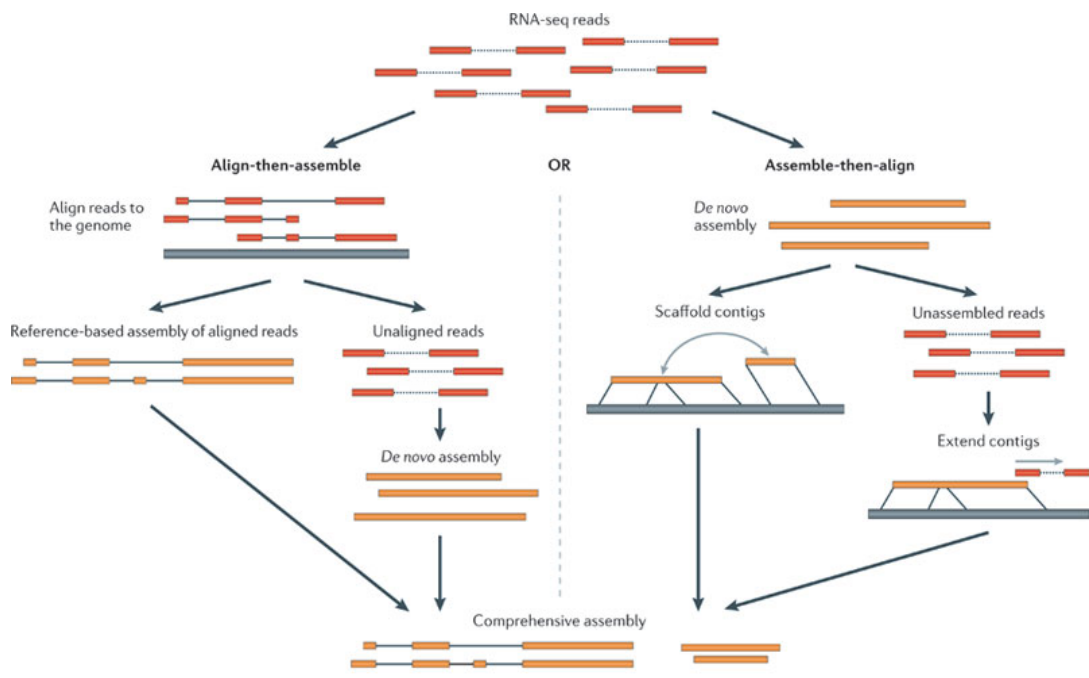 RNA-seq reads
Align-then-assemble
OR
Assemble-then-align
Align reads to
the genome
De novo
assembly
Reference-based assembly of aligned reads
Unaligned reads
Scaffold contigs
Unassembled reads
De novo assembly
Extend contigs
Comprehensive assembly